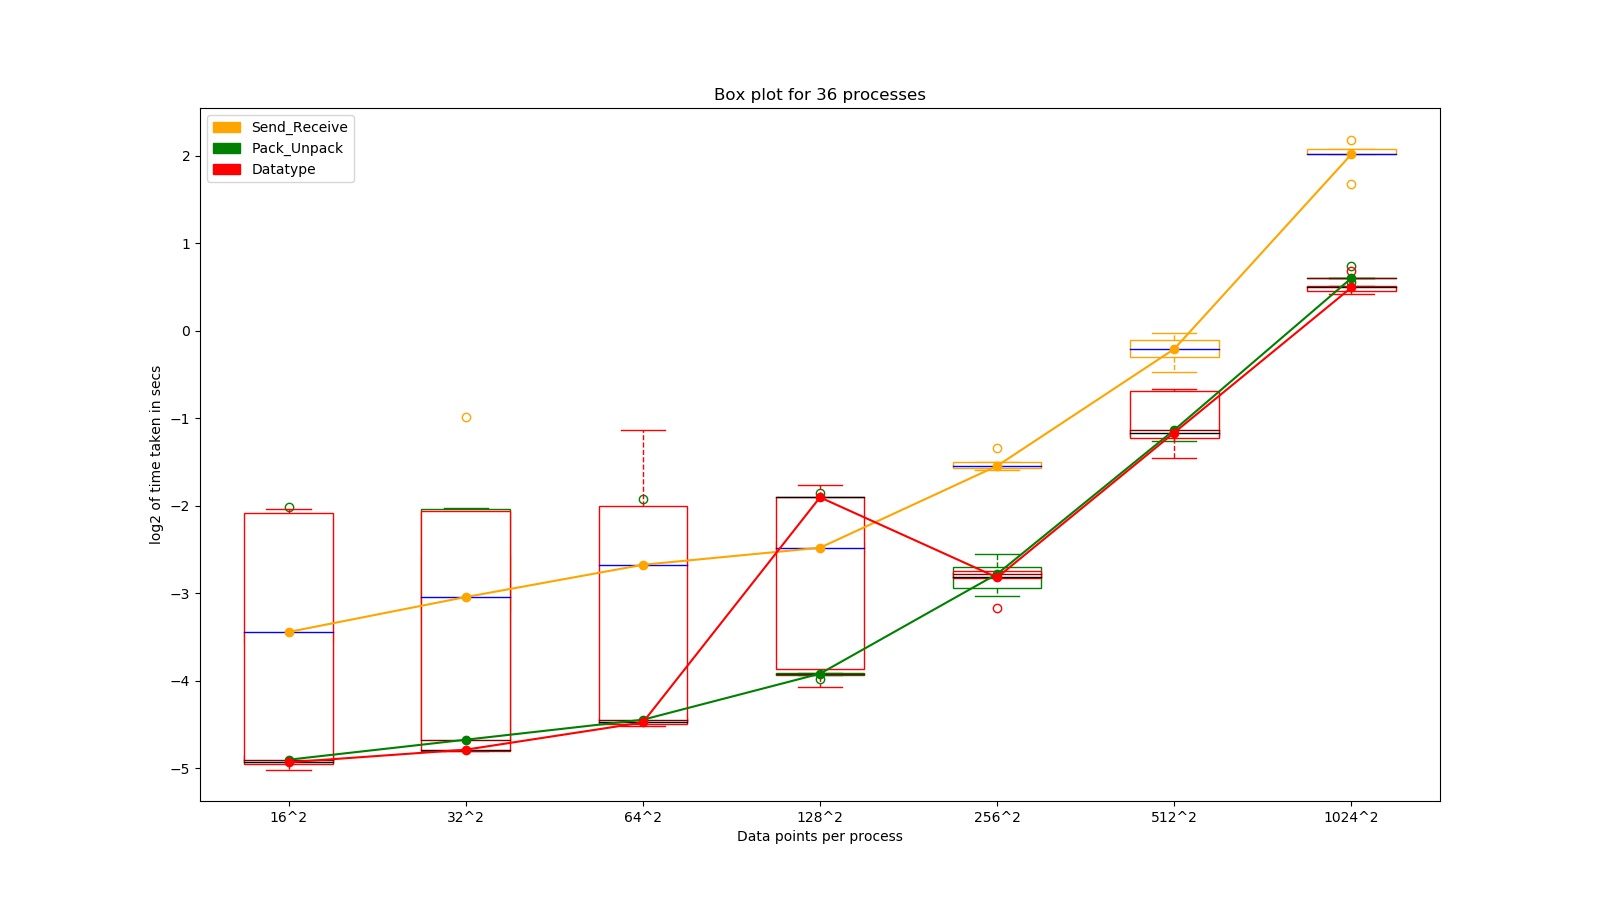 Box plot for 36 processes
Send_Receive
Pack_Unpack
Datatype
log2 of time taken in secs
2
1
0
−1
−2
−3
−4
−5
16^2 32^2 64^2 128^2 256^2 512^2 1024^2
Data points per process